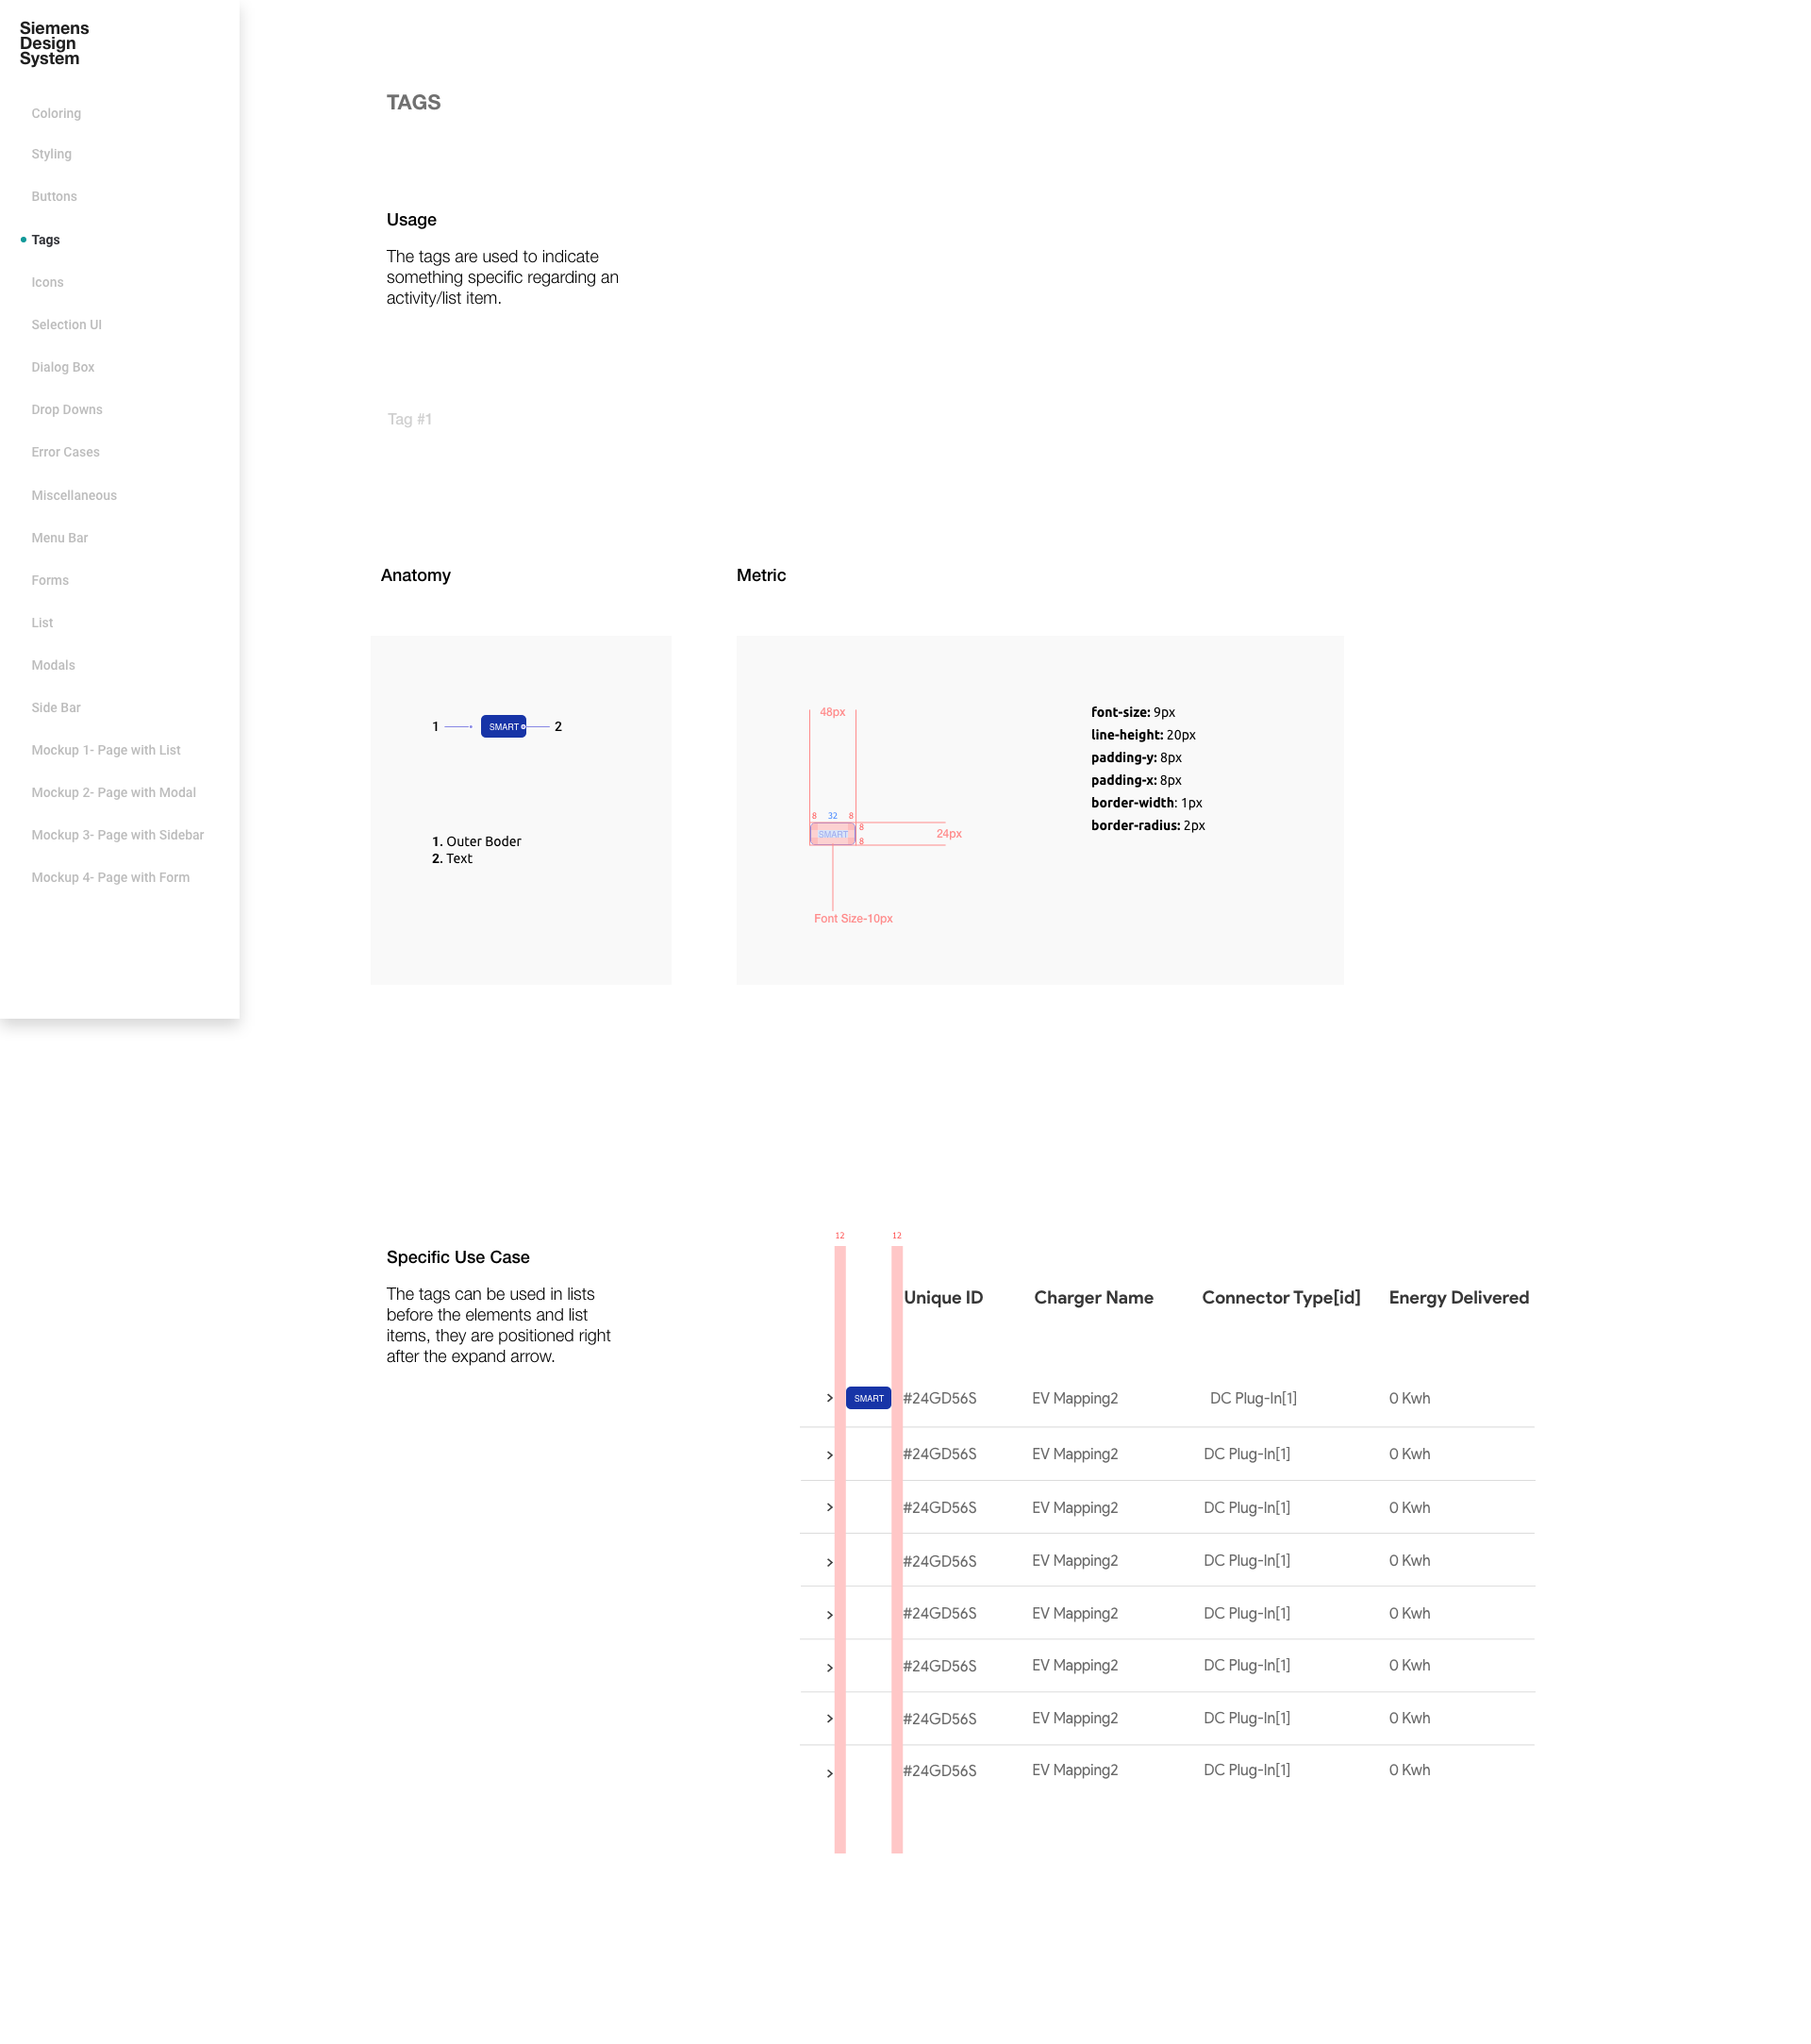 Siemens
Design
System
Coloring
Styling
Buttons
Tags
Icons
Selection UI
Dialog Box
Drop Downs
Error Cases
Miscellaneous
Menu Bar
Forms
List
Modals
Side Bar
Mockup 1- Page with List
Mockup 2- Page with Modal
Mockup 3- Page with Sidebar
Mockup 4- Page with Form
TAGS
Usage
The tags are used to indicate
something specific regarding an
activity/list item.
Tag #1
Anatomy
1 SMART 2
1. Outer Boder
2. Text
Metric
48px
8 32 8
SMART
8
8
24px
Font Size-10px
font-size: 9px
line-height: 20px
padding-y: 8px
padding-x: 8px
border-width: 1px
border-radius: 2px
Specific Use Case
The tags can be used in lists
before the elements and list
items, they are positioned right
after the expand arrow.
12 12
Unique ID Charger Name Connector Type[id] Energy Delivered
> SMART #24GD56S EV Mapping2 DC Plug-In[1] 0 Kwh
> #24GD56S EV Mapping2 DC Plug-In[1] 0 Kwh
> #24GD56S EV Mapping2 DC Plug-In[1] 0 Kwh
> #24GD56S EV Mapping2 DC Plug-In[1] 0 Kwh
> #24GD56S EV Mapping2 DC Plug-In[1] 0 Kwh
> #24GD56S EV Mapping2 DC Plug-In[1] 0 Kwh
> #24GD56S EV Mapping2 DC Plug-In[1] 0 Kwh
> #24GD56S EV Mapping2 DC Plug-In[1] 0 Kwh